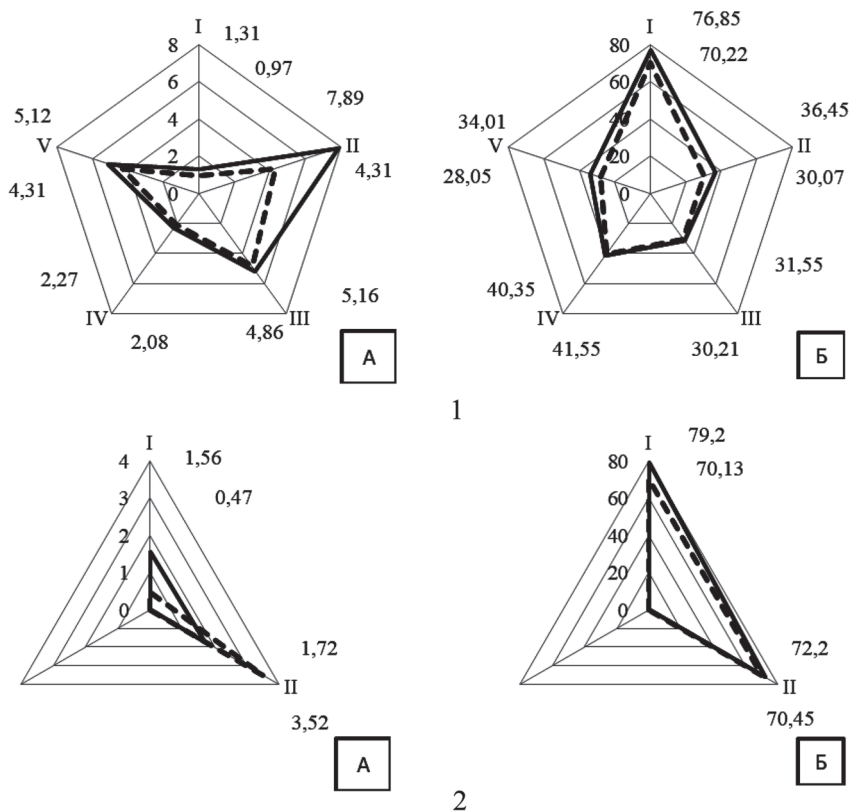 I
8
1,31
6
0,97
4
7,89
5,12
V
2
II
4,31
0
4,31
2,27
5,16
IV
III
2,08
4,86
А
I
76,85
80
70,22
60
36,45
40
34,01
V
20
II
28,05
0
30,07
31,55
40,35
IV
III
41,55
30,21
Б
1
I
4
1,56
3
0,47
2
1
0
1,72
II
3,52
А
I
79,2
80
70,13
60
40
20
0
72,2
II
70,45
Б
2